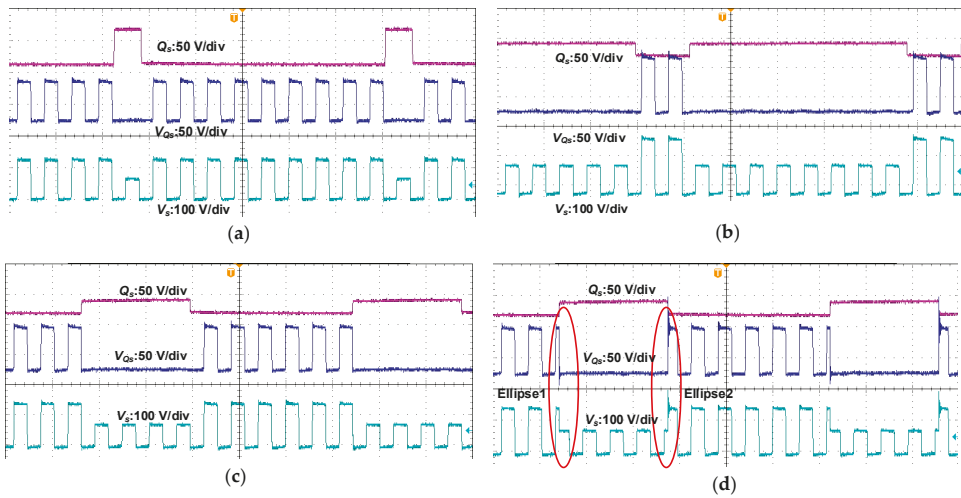 T
Qs:50 V/div
VQs:50 V/div
Vs:100 V/div
(a)
T
Qs:50 V/div
VQs:50 V/div
Vs:100 V/div
(b)
T
Qs:50 V/div
VQs:50 V/div
Vs:100 V/div
(c)
T
Qs:50 V/div
VQs:50 V/div
Ellipse1
Ellipse2
Vs:100 V/div
(d)